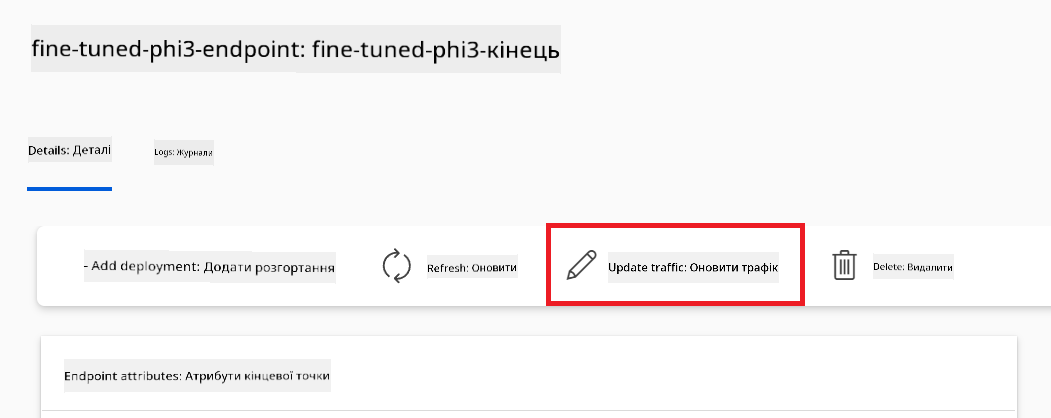 fine-tuned-phi3-endpoint: fine-tuned-phi3-кінець
Details: Деталі
Logs: Журнали
- Add deployment: Додати розгортання
Refresh: Оновити
Update traffic: Оновити трафік
Delete: Видалити
Endpoint attributes: Атрибути кінцевої точки